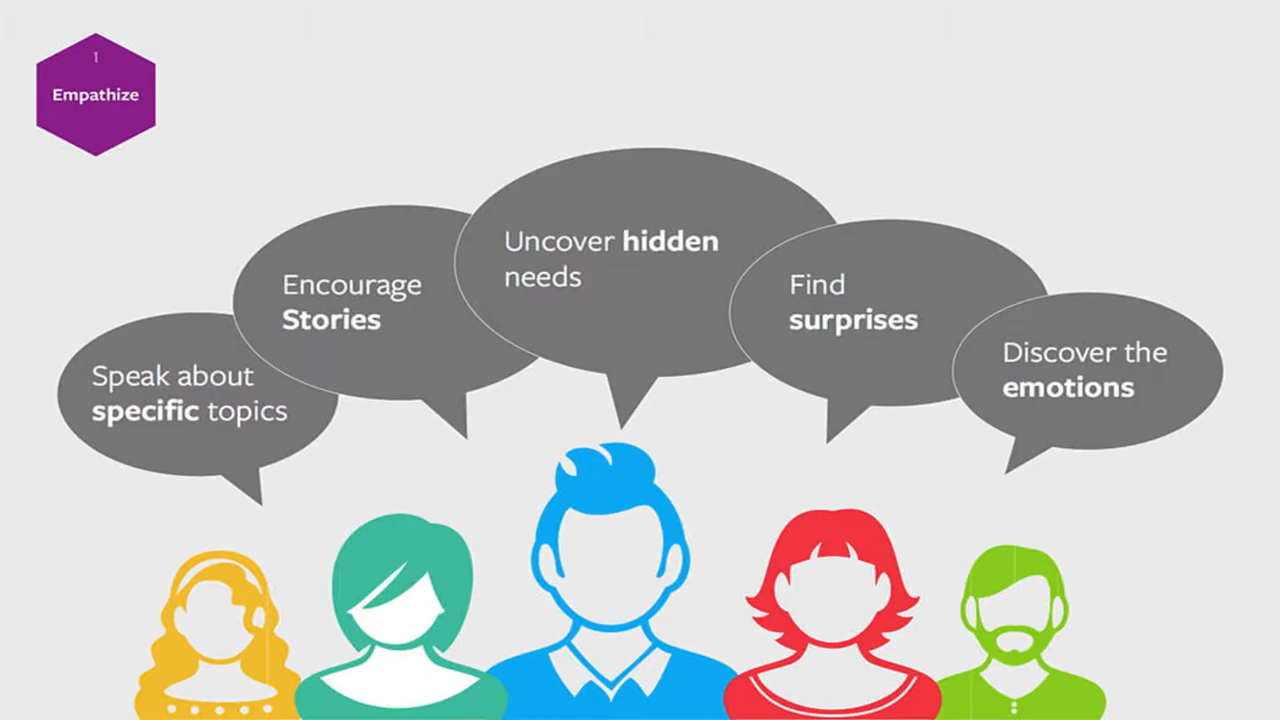 1
Empathize
Speak about
specific topics
Encourage
Stories
Uncover hidden
needs
Find
surprises
Discover the
emotions